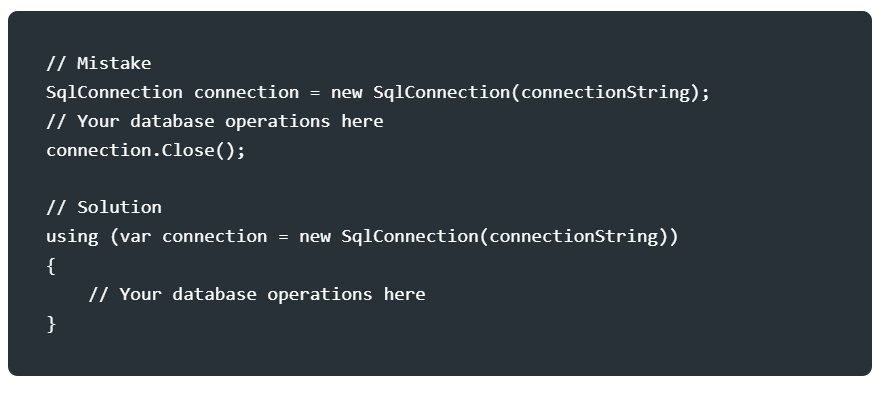 // Mistake
SqlConnection connection = new SqlConnection(connectionString);
// Your database operations here
connection.Close();

// Solution
using (var connection = new SqlConnection(connectionString))
{
    // Your database operations here
}